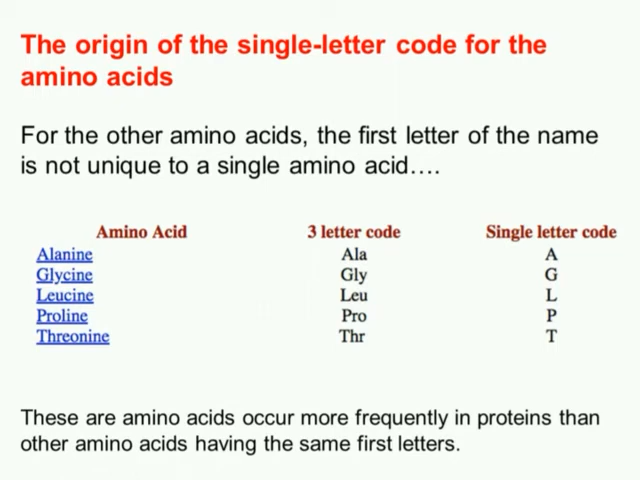 The origin of the single-letter code for the
amino acids
For the other amino acids, the first letter of the name
is not unique to a single amino acid….
Amino Acid 3 letter code Single letter code
Alanine Ala A
Glycine Gly G
Leucine Leu L
Proline Pro P
Threonine Thr T
These are amino acids occur more frequently in proteins than
other amino acids having the same first letters.